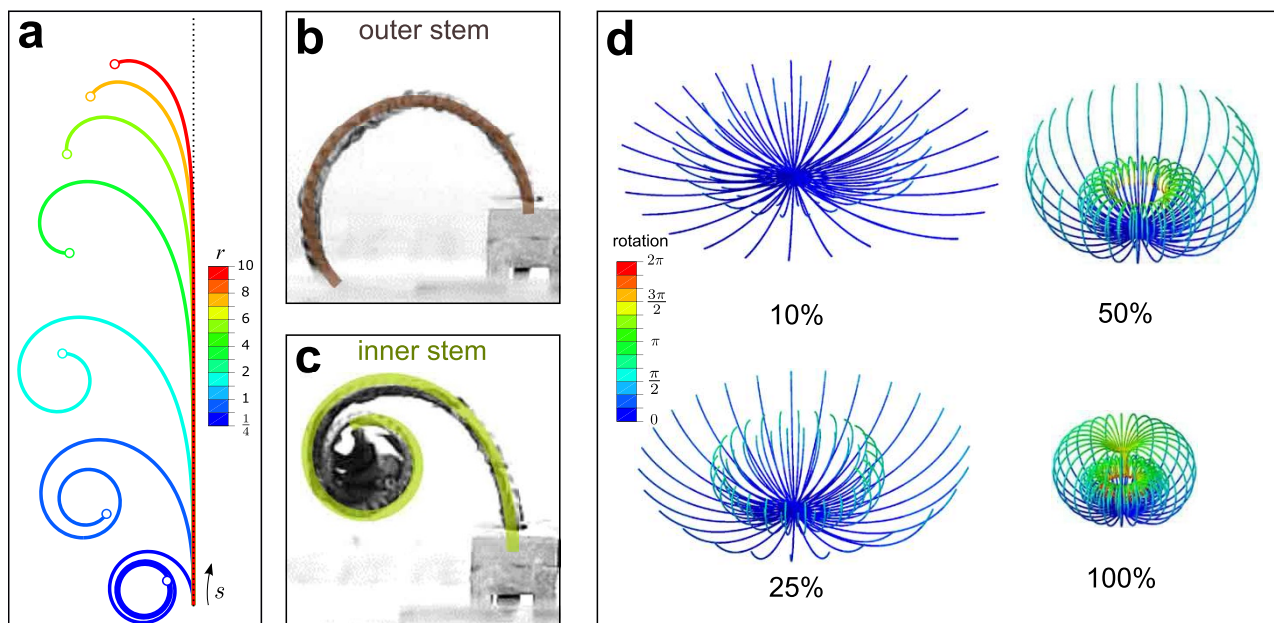 a
r
10
8
6
4
2
1
1/4
s
b
outer stem
c
inner stem
d
rotation
2π
3π/2
π
π/2
0
10%
50%
25%
100%